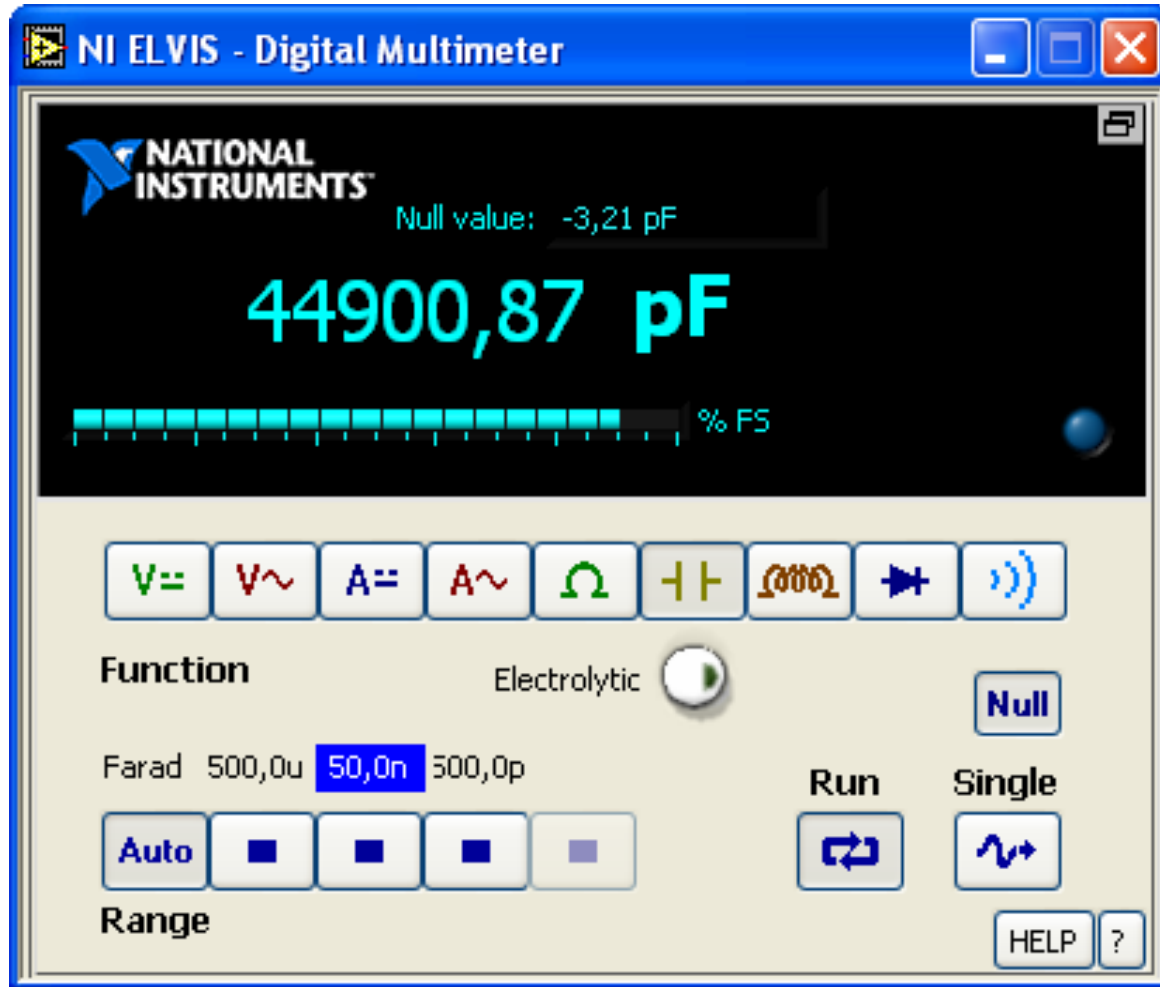 NI ELVIS - Digital Multimeter
NATIONAL
INSTRUMENTS™
Null value: -3,21 pF
44900,87 pF
% FS
V V A A Ω
Function
Electrolytic
Null
Farad 500,0u 50,0n 500,0p
Run Single
Auto
Range
HELP ?